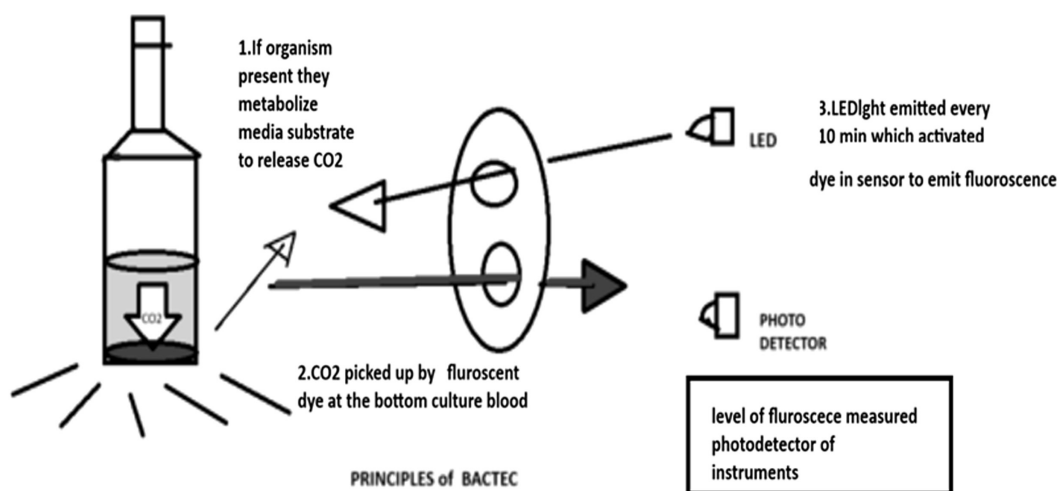 1.If organism
present they
metabolize
media substrate
to release CO2
LED
3.LEDlght emitted every
10 min which activated
dye in sensor to emit fluoroscence
CO2
2.CO2 picked up by fluroscent
dye at the bottom culture blood
PHOTO
DETECTOR
level of fluroscece measured
photodetector of
instruments
PRINCIPLES of BACTEC